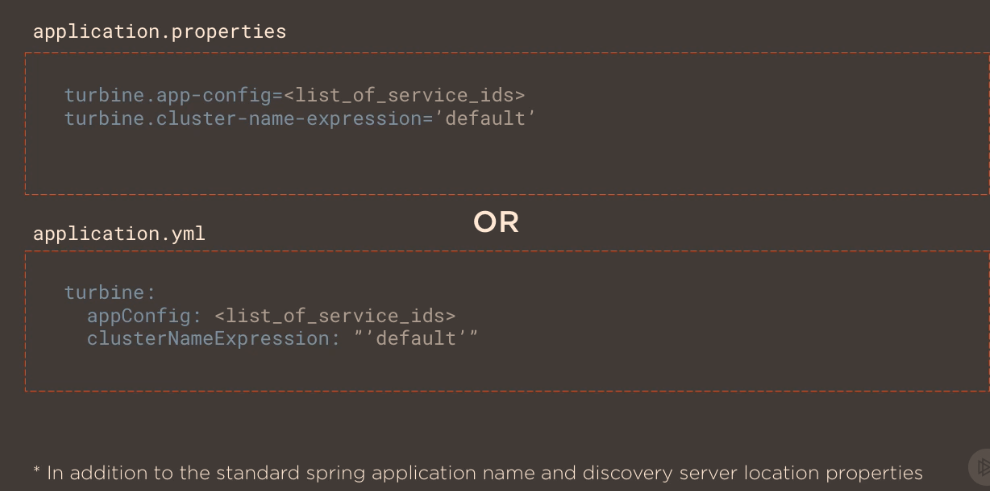 application.properties
turbine.app-config=<list_of_service_ids>
turbine.cluster-name-expression=’default’
OR
application.yml
turbine:
appConfig: <list_of_service_ids>
clusterNameExpression: ”’default’”
* In addition to the standard spring application name and discovery server location properties